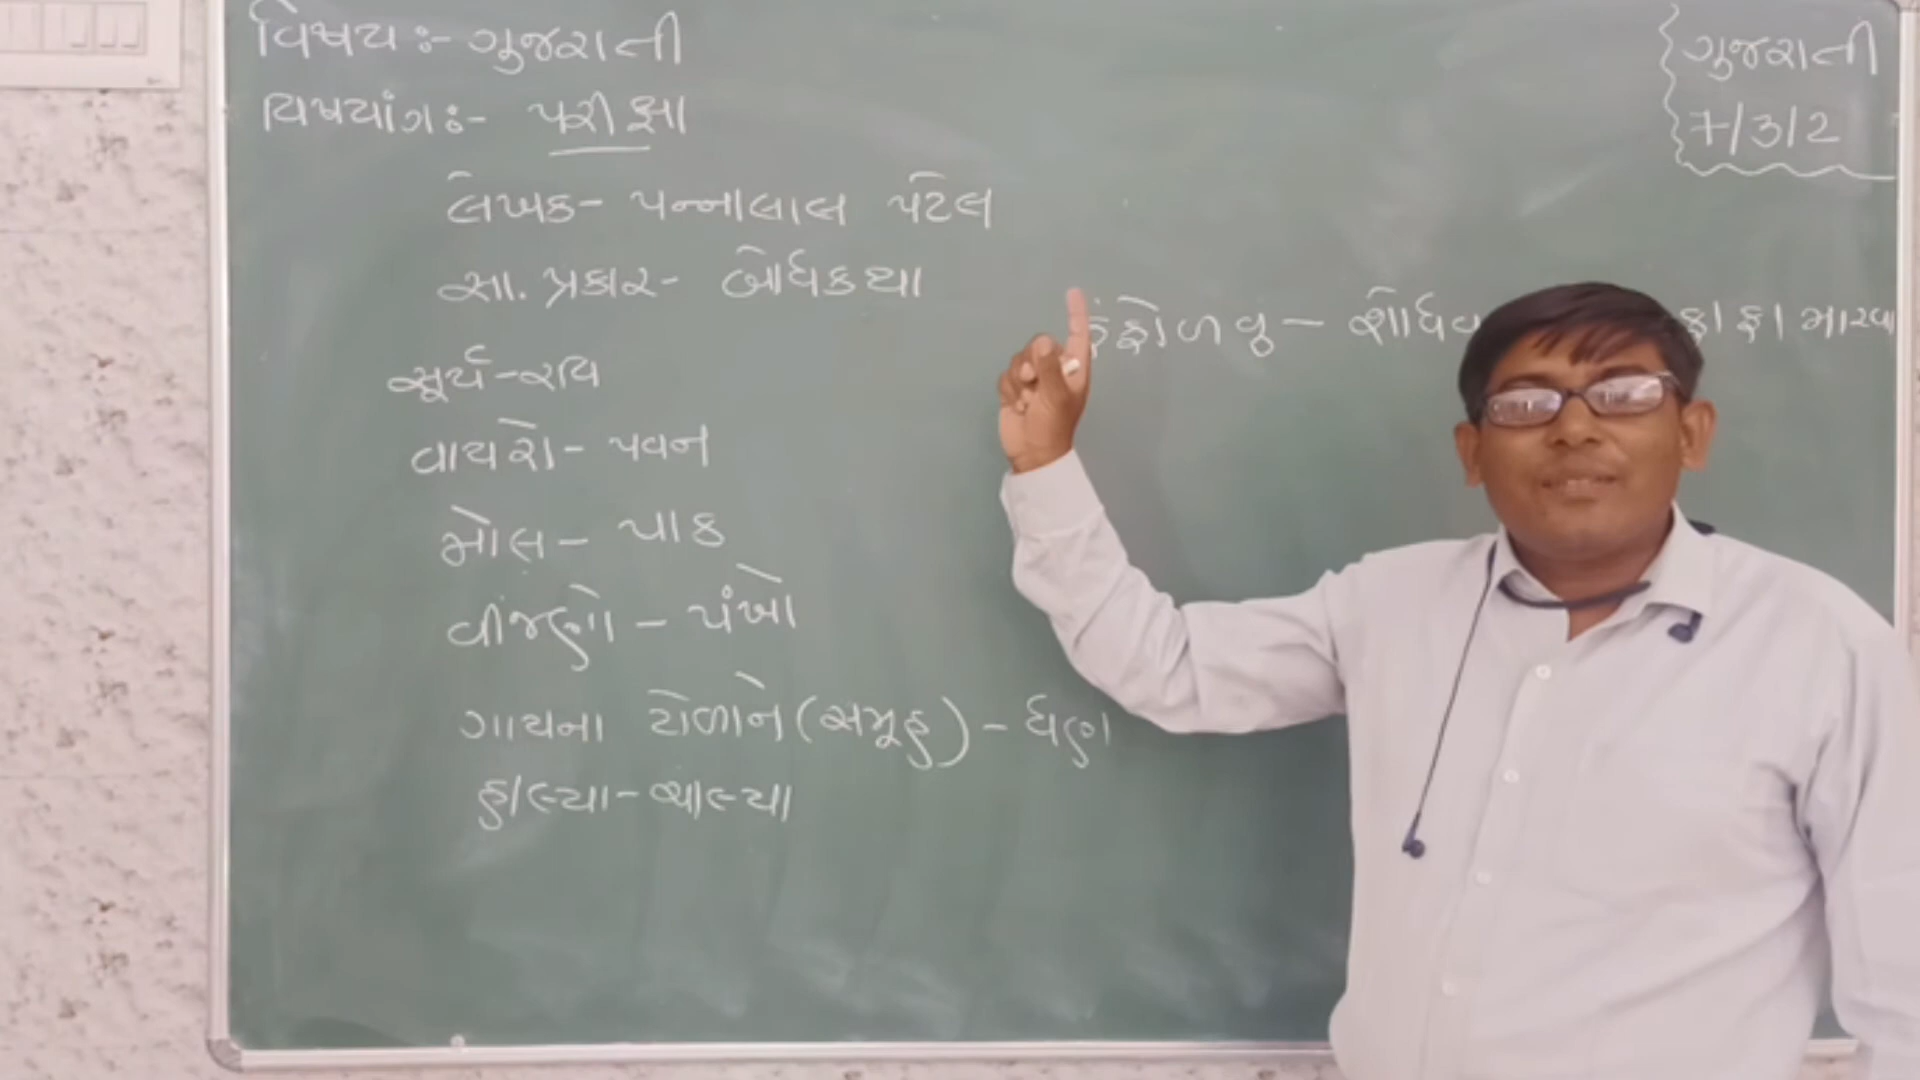 વિષય :- ગુજરાતી
વિષયાંગ :- પરીક્ષા
લેખક - પન્નાલાલ પટેલ
સા. પ્રકાર - બોધકથા
સૂર્ય - રવિ
વાયરો - પવન
મોલ - પાક
વીંજણો - પંખો
ગાયના ટોળાને (સમૂહ) - ધણ
હાલ્યા - ચાલ્યા
ગુજરાતી
7/3/2
ફંફોળવુ -
ફાંફા મારવા